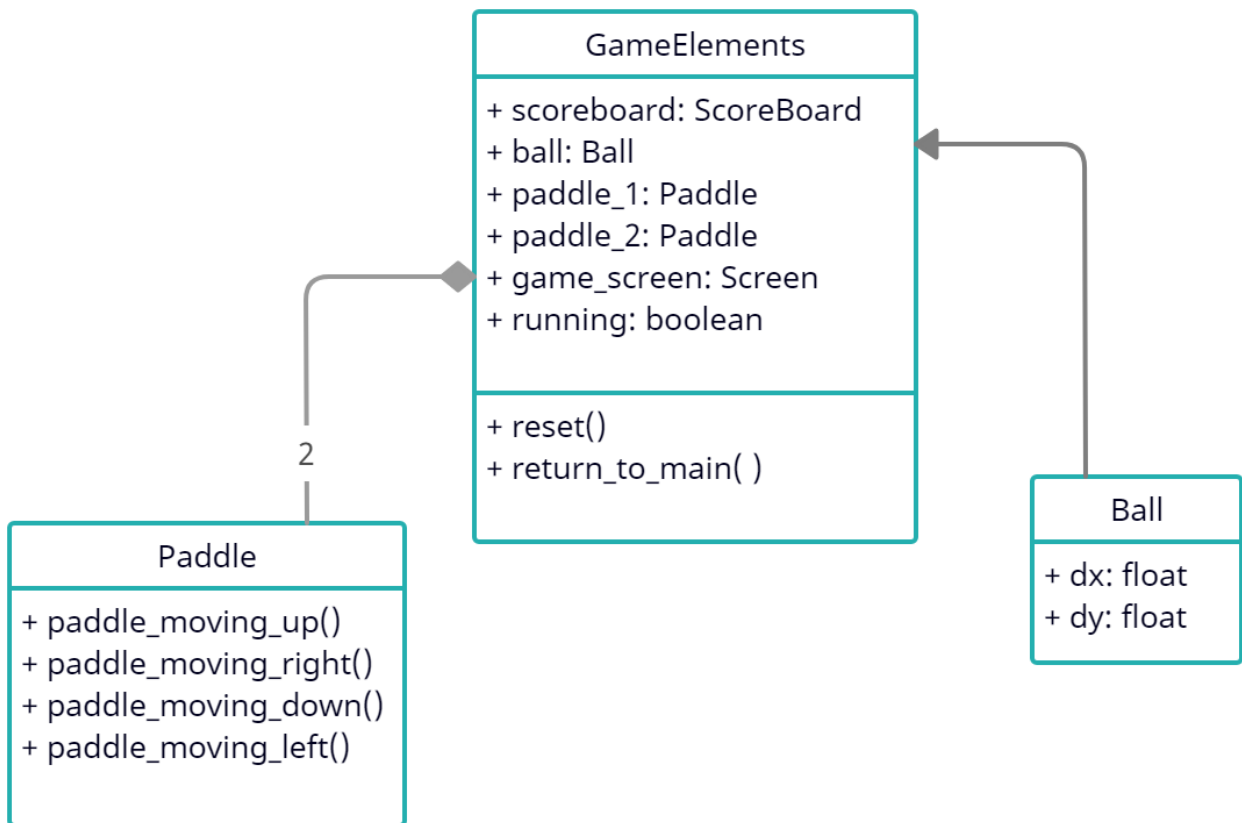 GameElements
+ scoreboard: ScoreBoard
+ ball: Ball
+ paddle_1: Paddle
+ paddle_2: Paddle
+ game_screen: Screen
+ running: boolean
+ reset()
+ return_to_main( )
2
Paddle
+ paddle_moving_up()
+ paddle_moving_right()
+ paddle_moving_down()
+ paddle_moving_left()
Ball
+ dx: float
+ dy: float